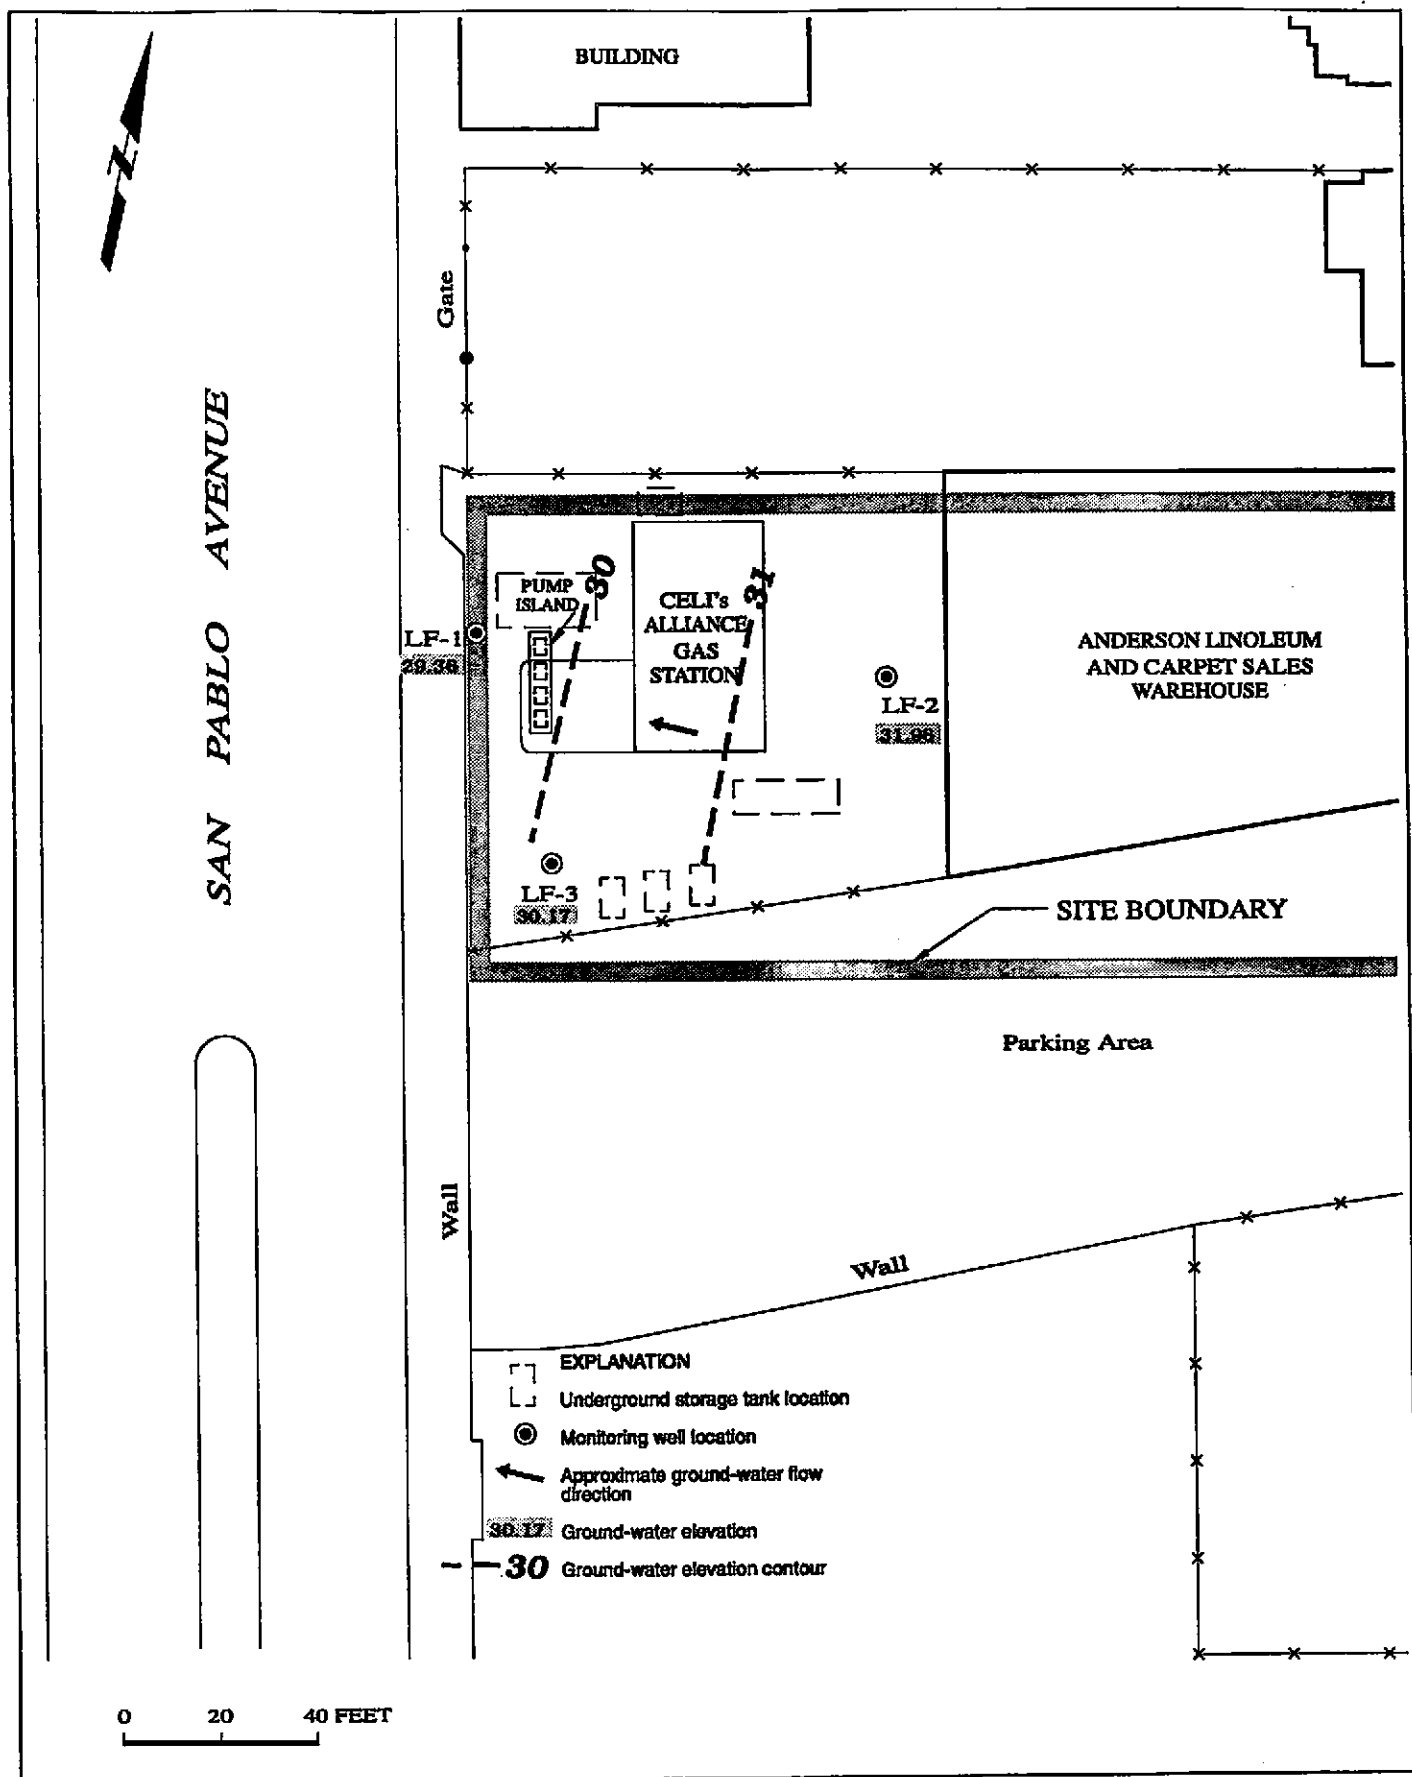 BUILDING
N
Gate
SAN PABLO AVENUE
PUMP
ISLAND
30
CELI's
ALLIANCE
GAS
STATION
31
LF-1
29.36
LF-2
31.96
ANDERSON LINOLEUM
AND CARPET SALES
WAREHOUSE
LF-3
30.17
SITE BOUNDARY
Parking Area
Wall
Wall
EXPLANATION
Underground storage tank location
Monitoring well location
Approximate ground-water flow
direction
30.17 Ground-water elevation
30 Ground-water elevation contour
0 20 40 FEET